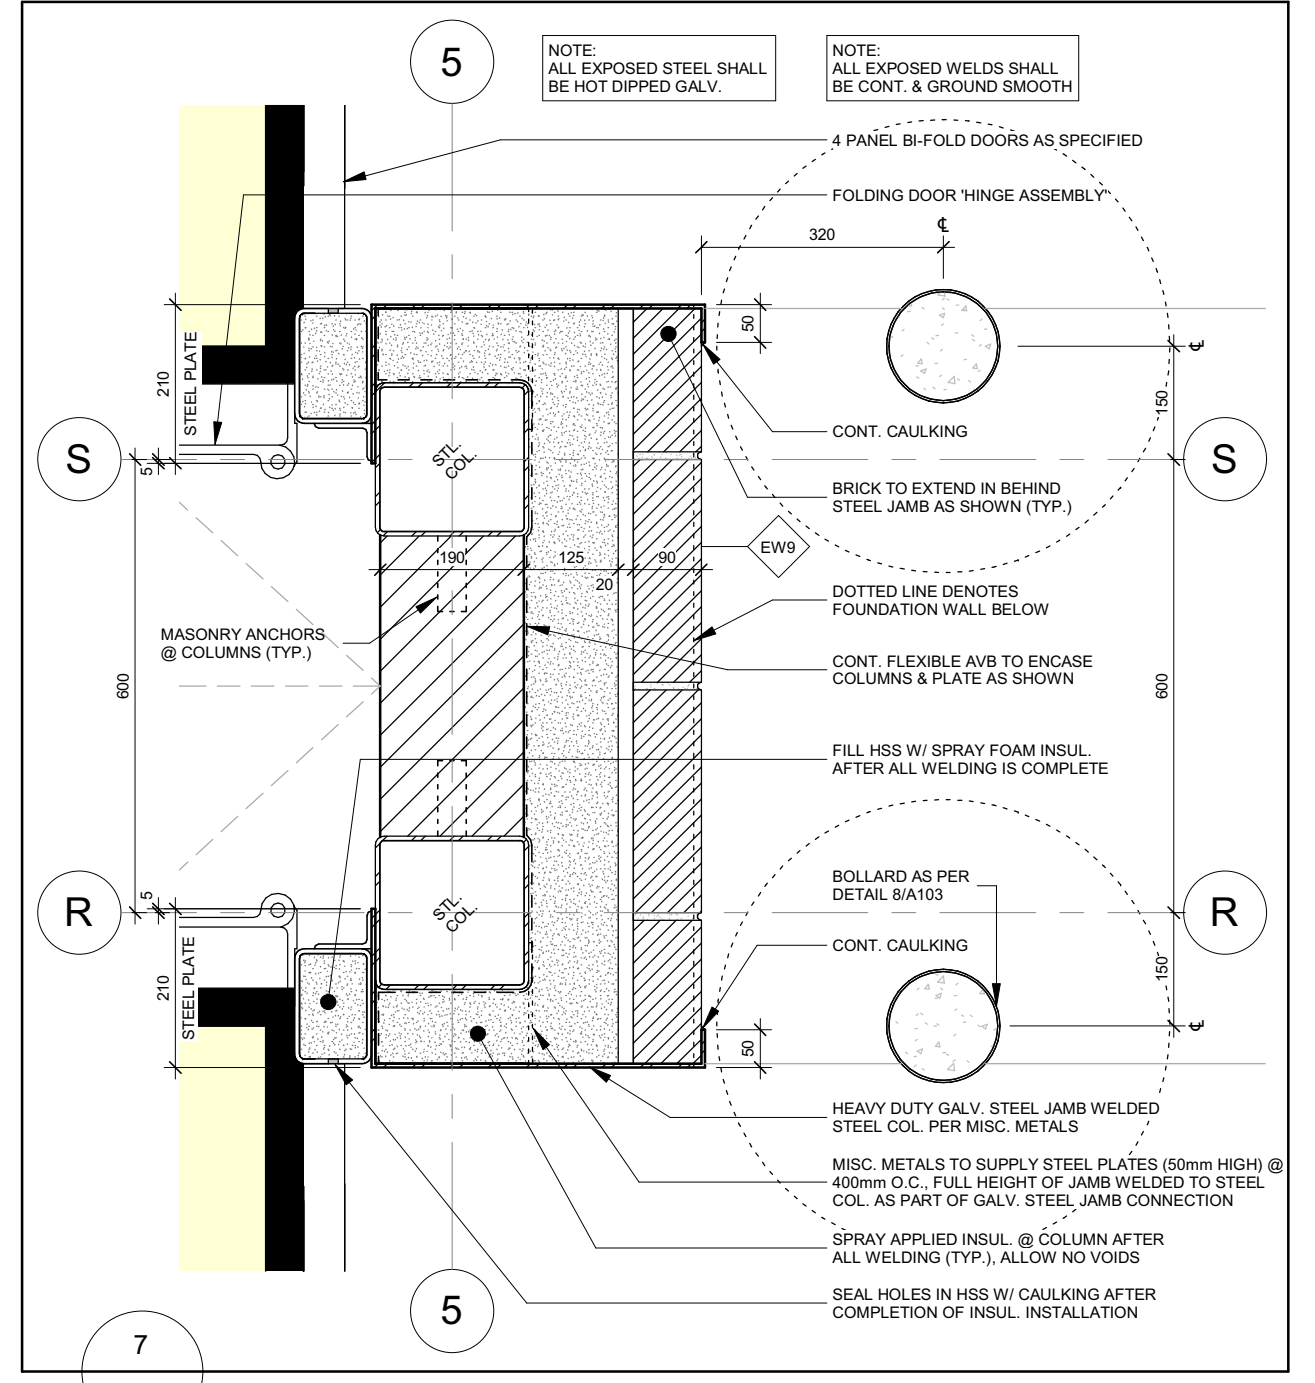 5
NOTE:
ALL EXPOSED STEEL SHALL
BE HOT DIPPED GALV.
NOTE:
ALL EXPOSED WELDS SHALL
BE CONT. & GROUND SMOOTH
4 PANEL BI-FOLD DOORS AS SPECIFIED
FOLDING DOOR 'HINGE ASSEMBLY'
℄
320
50
210
STEEL PLATE
℄
150
STL.
COL.
CONT. CAULKING
S
5
S
BRICK TO EXTEND IN BEHIND
STEEL JAMB AS SHOWN (TYP.)
EW9
190
125
20
90
DOTTED LINE DENOTES
FOUNDATION WALL BELOW
MASONRY ANCHORS
@ COLUMNS (TYP.)
CONT. FLEXIBLE AVB TO ENCASE
COLUMNS & PLATE AS SHOWN
600
600
FILL HSS W/ SPRAY FOAM INSUL.
AFTER ALL WELDING IS COMPLETE
BOLLARD AS PER
DETAIL 8/A103
5
R
STL.
COL.
R
CONT. CAULKING
150
210
STEEL PLATE
℄
50
HEAVY DUTY GALV. STEEL JAMB WELDED
STEEL COL. PER MISC. METALS
MISC. METALS TO SUPPLY STEEL PLATES (50mm HIGH) @
400mm O.C., FULL HEIGHT OF JAMB WELDED TO STEEL
COL. AS PART OF GALV. STEEL JAMB CONNECTION
SPRAY APPLIED INSUL. @ COLUMN AFTER
ALL WELDING (TYP.), ALLOW NO VOIDS
SEAL HOLES IN HSS W/ CAULKING AFTER
COMPLETION OF INSUL. INSTALLATION
5
7